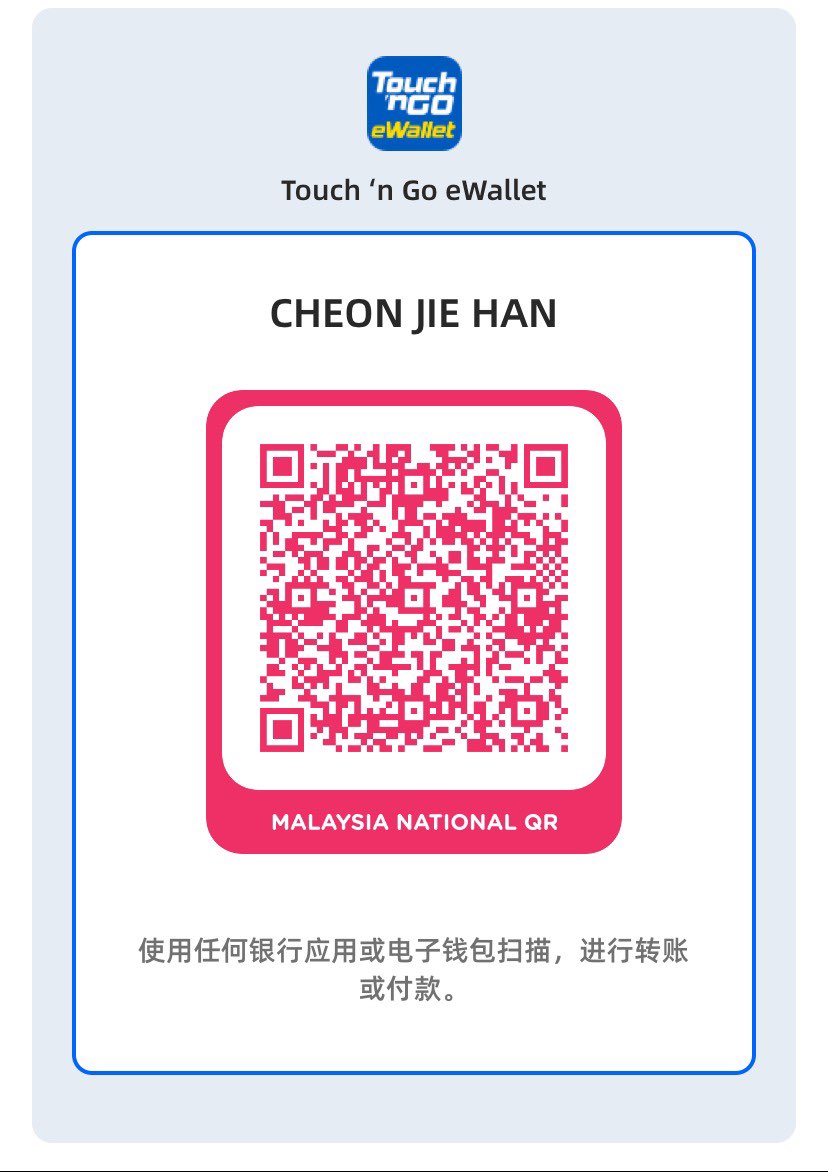 Touch
'nGO
eWallet
Touch ‘n Go eWallet
CHEON JIE HAN
MALAYSIA NATIONAL QR
使用任何银行应用或电子钱包扫描，进行转账
或付款。